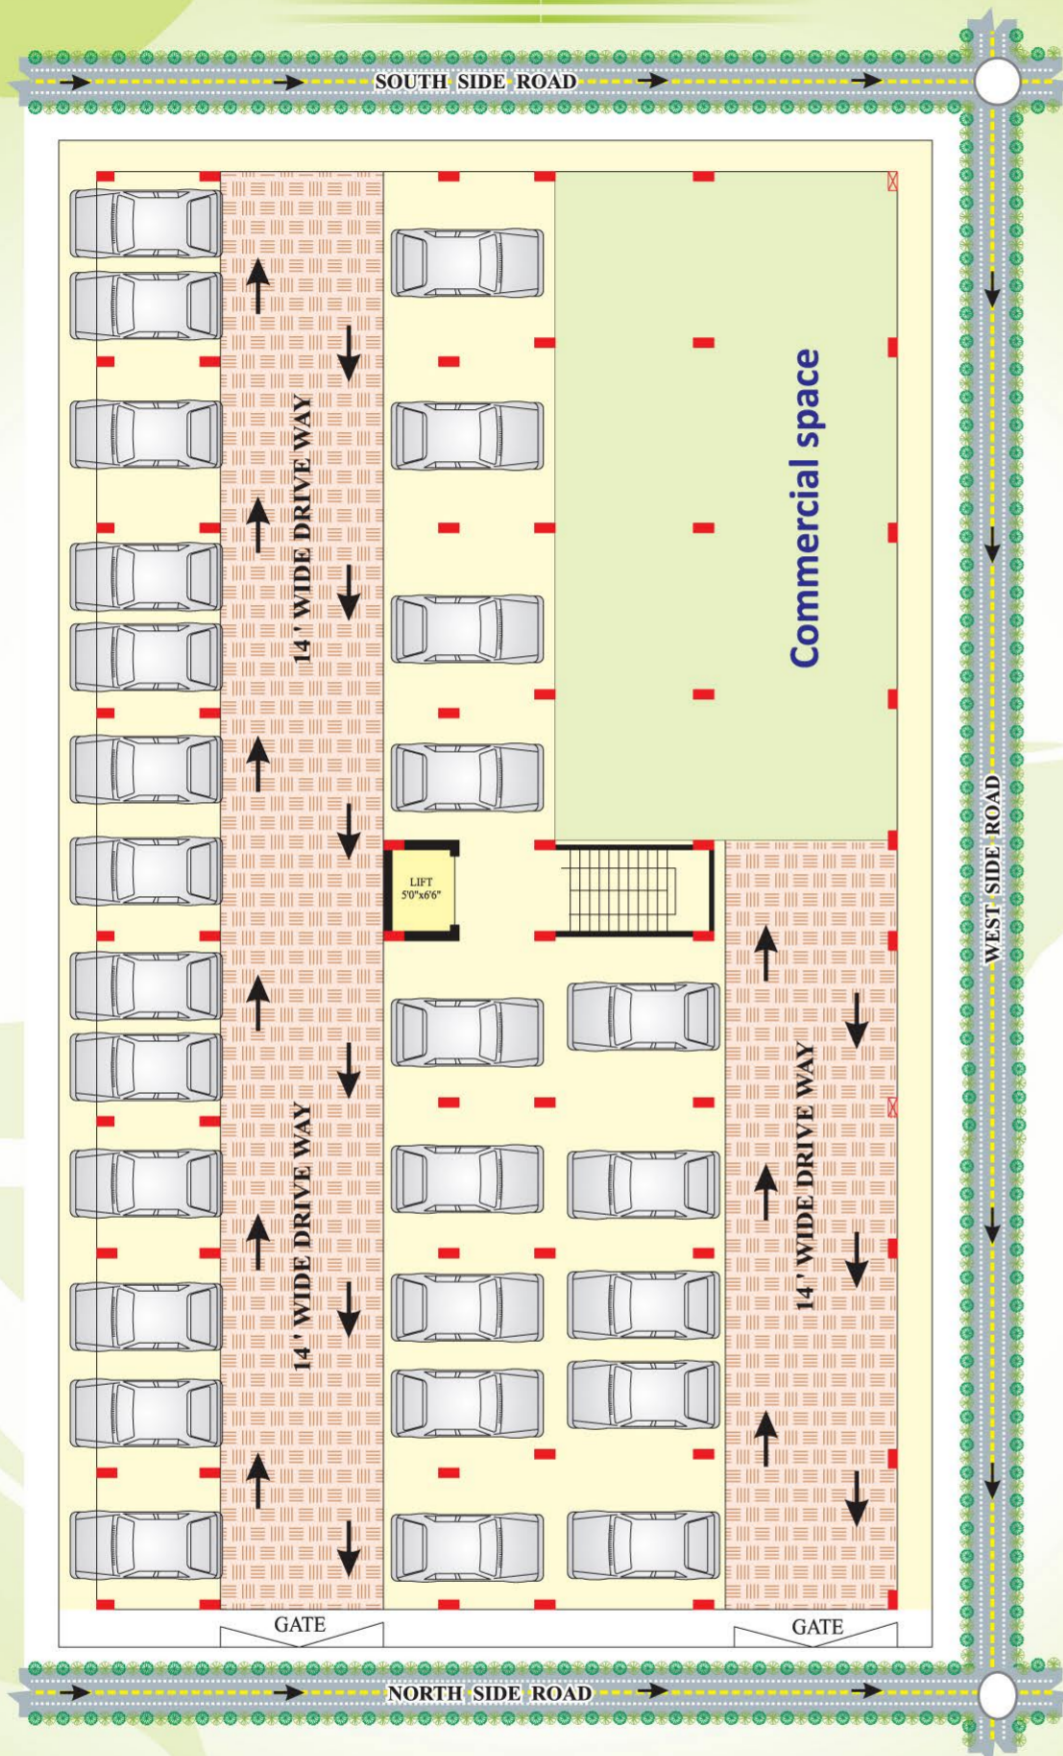 SOUTH SIDE ROAD
14' WIDE DRIVE WAY
Commercial space
WEST SIDE ROAD
LIFT
5'0"x6'6"
14' WIDE DRIVE WAY
14' WIDE DRIVE WAY
GATE
GATE
NORTH SIDE ROAD